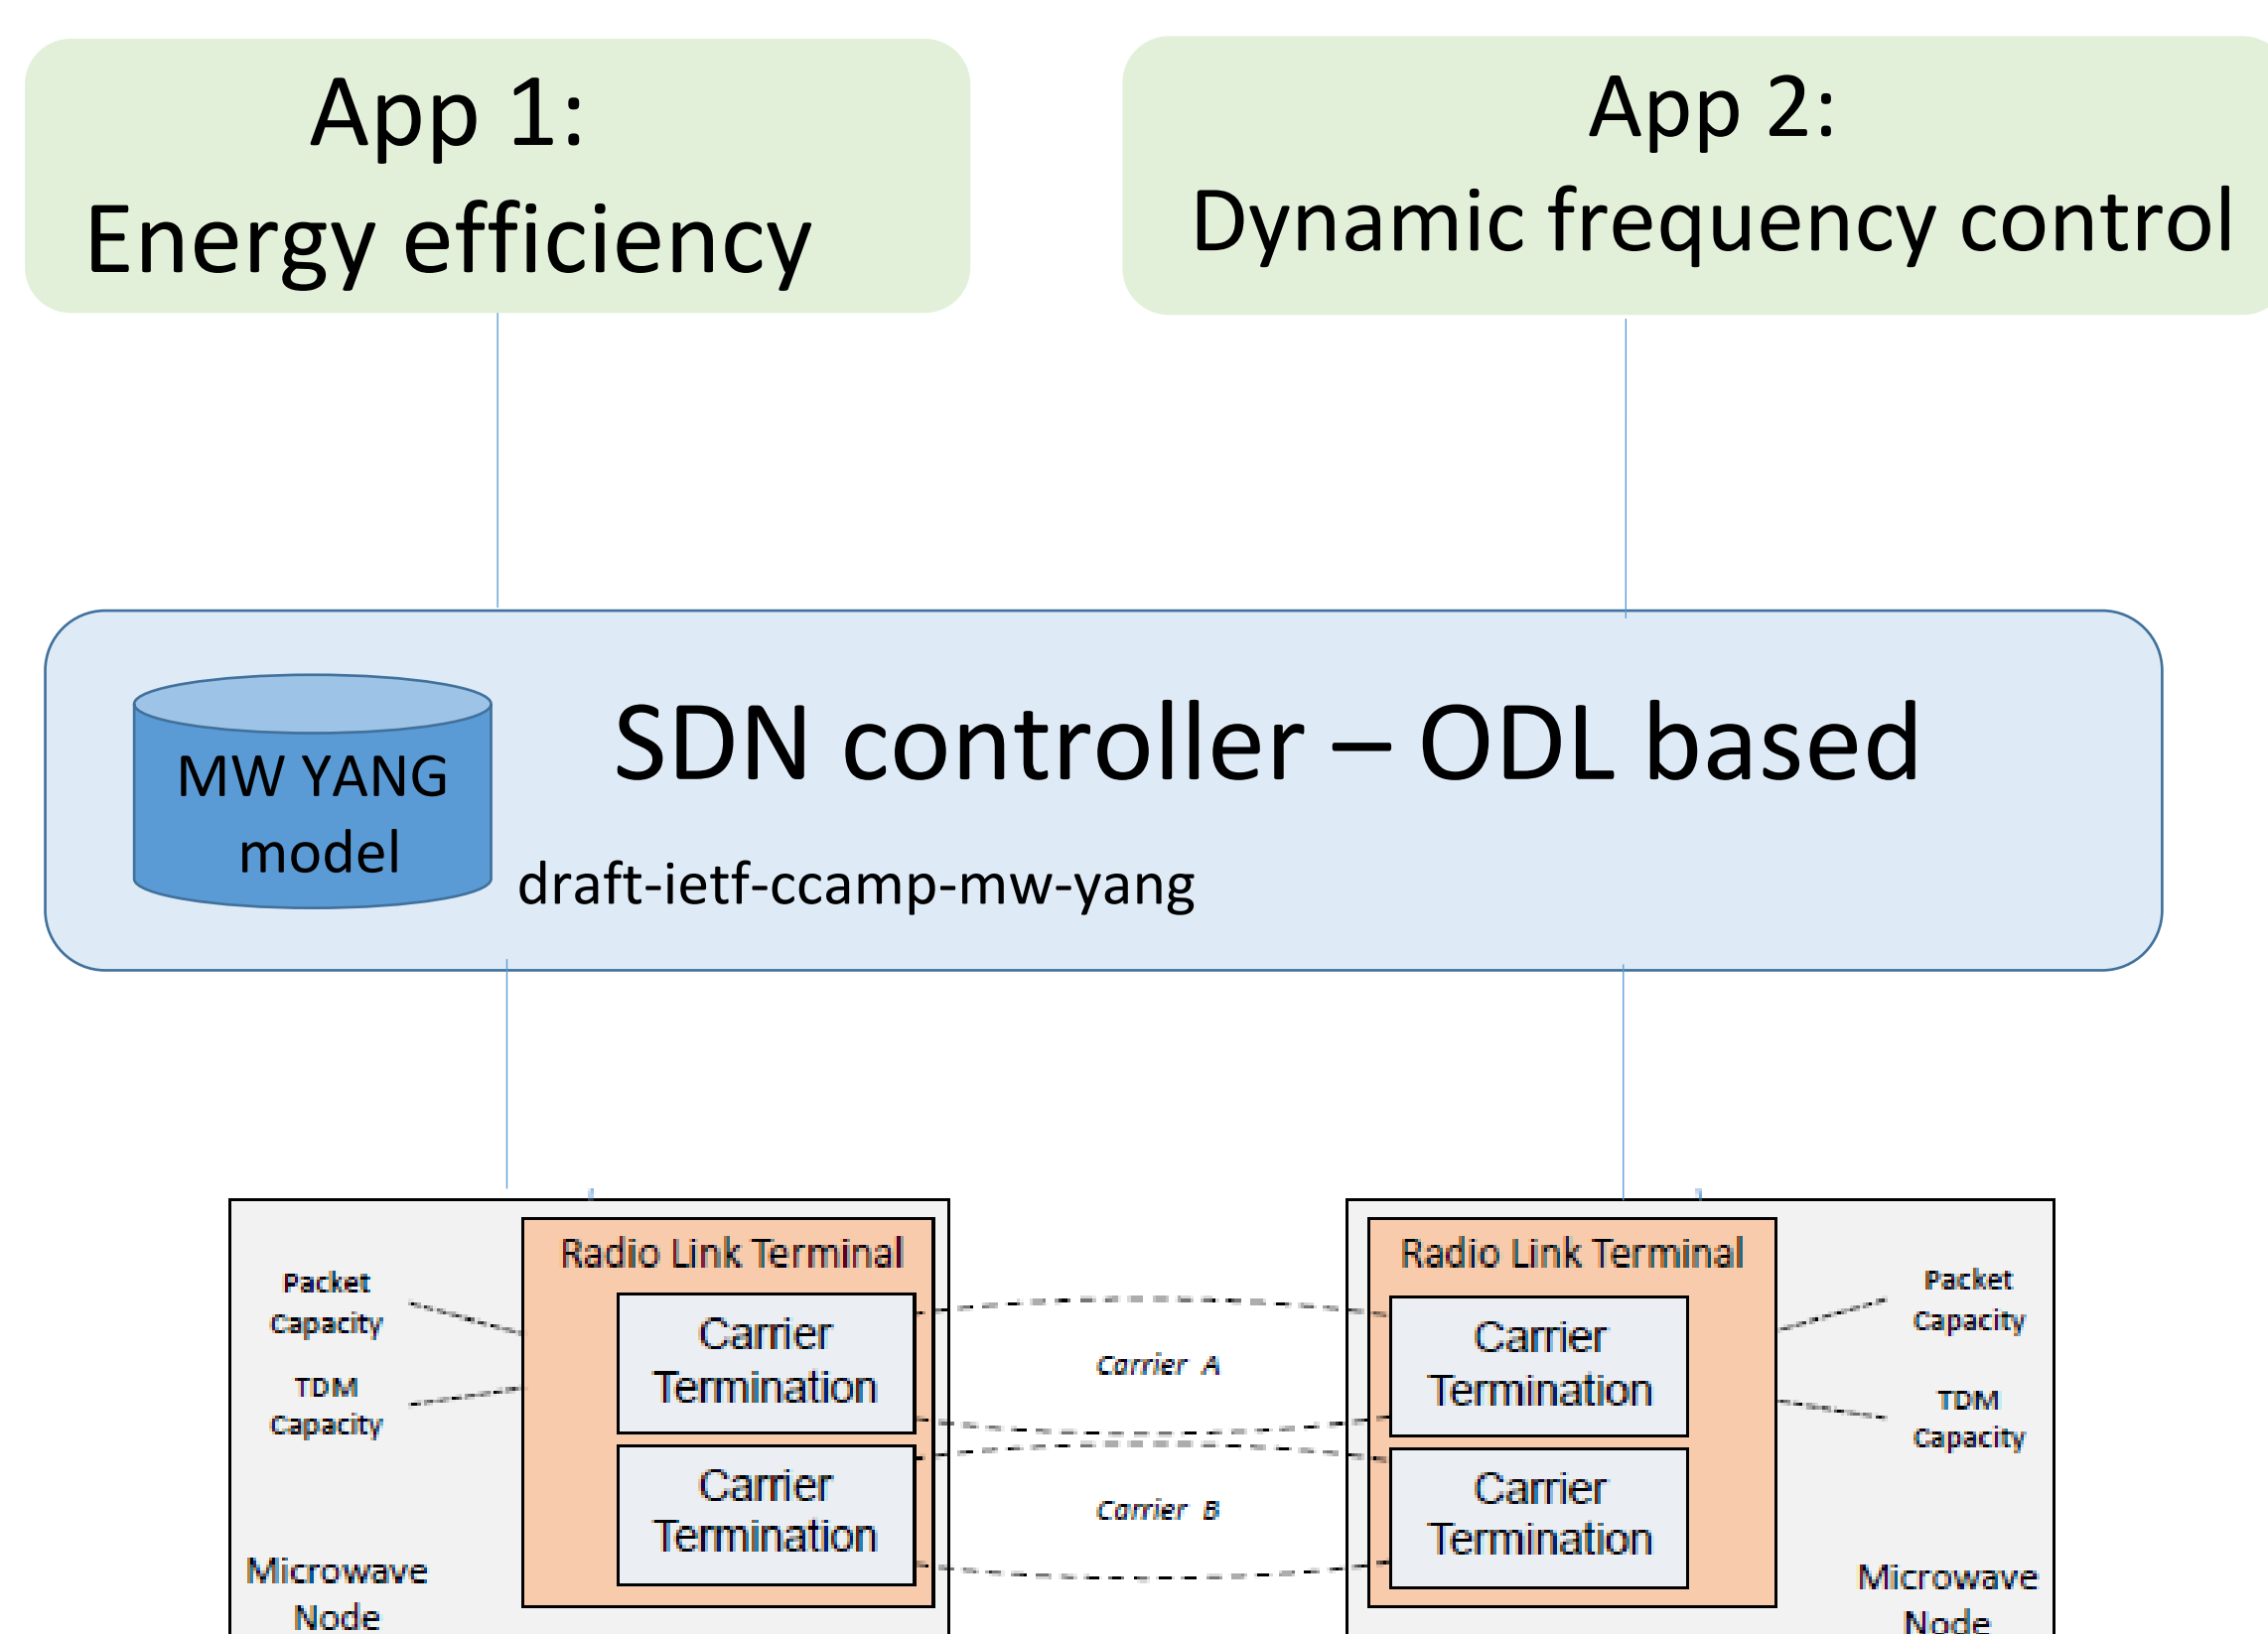 App 1:
Energy efficiency
App 2:
Dynamic frequency control
MW YANG
model
SDN controller – ODL based
draft-ietf-ccamp-mw-yang
Packet
Capacity
TDM
Capacity
Microwave
Node
Radio Link Terminal
Carrier
Termination
Carrier
Termination
Carrier A
Carrier B
Radio Link Terminal
Carrier
Termination
Carrier
Termination
Packet
Capacity
TDM
Capacity
Microwave
Node